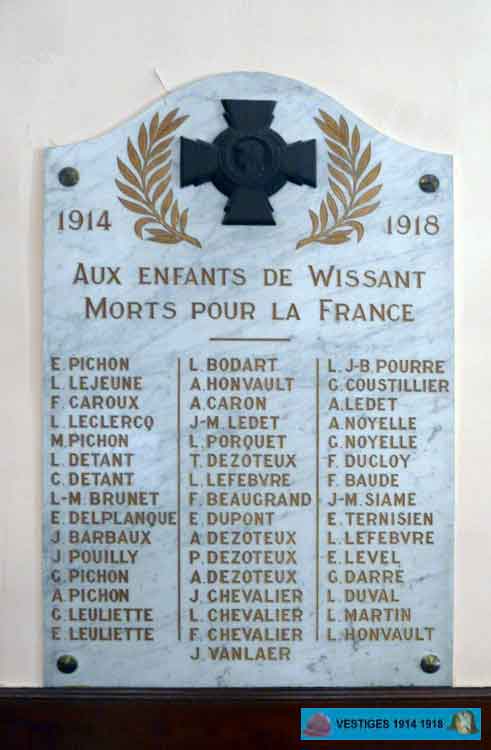 1914 1918
AUX ENFANTS DE WISSANT
MORTS POUR LA FRANCE
E. PICHON
L. LEJEUNE
F. CAROUX
L. LECLERCQ
M. PICHON
L. DETANT
C. DETANT
L-M. BRUNET
E. DELPLANQUE
J. BARBAUX
J. POUILLY
G. PICHON
A. PICHON
G. LEULIETTE
E. LEULIETTE
L. BODART
A. HONVAULT
A. CARON
J-M. LEDET
L. PORQUET
T. DEZOTEUX
L. LEFEBVRE
F. BEAUGRAND
E. DUPONT
A. DEZOTEUX
P. DEZOTEUX
A. DEZOTEUX
J. CHEVALIER
L. CHEVALIER
F. CHEVALIER
J. VANLAER
L. J-B. POURRE
G. COUSTILLIER
A. LEDET
A. NOYELLE
G. NOYELLE
F. DUCLOY
F. BAUDE
J-M. SIAME
E. TERNISIEN
L. LEFEBVRE
E. LEVEL
G. DARRÉ
L. DUVAL
L. MARTIN
L. HONVAULT
VESTIGES 1914 1918